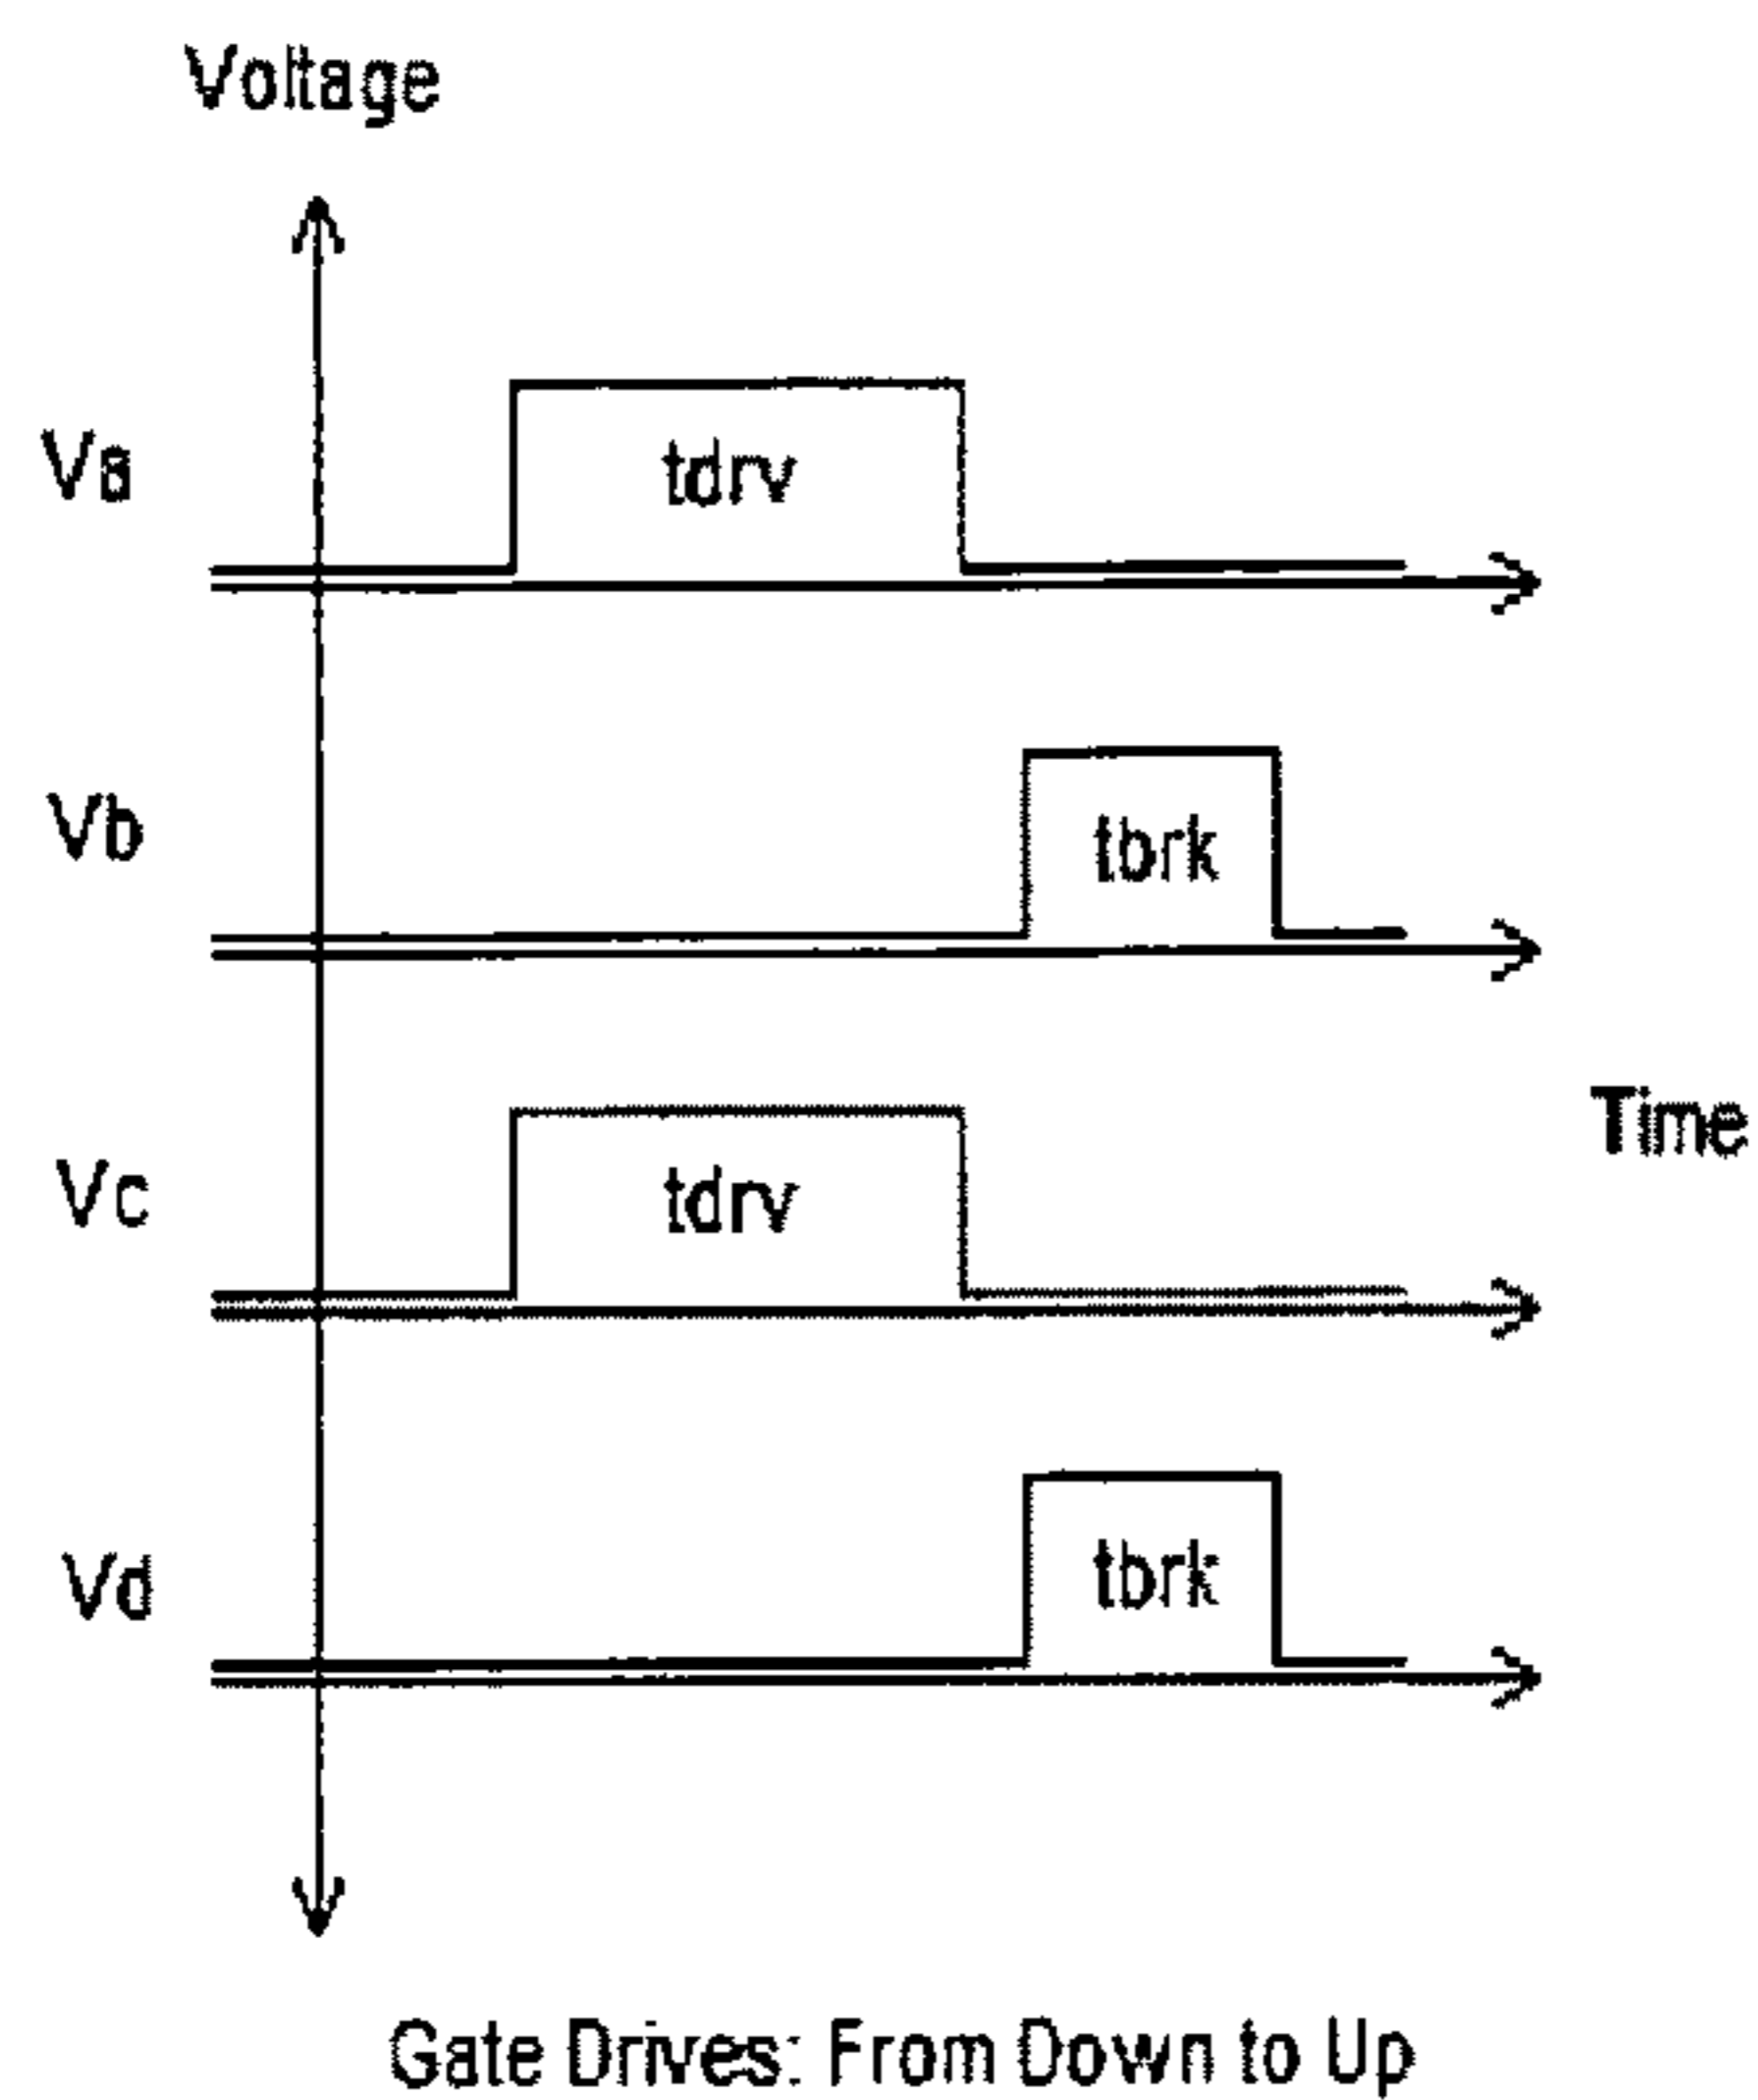 Voltage
Va
tdrv
Vb
tbrk
Time
Vc
tdrv
Vd
tbrk
Gate Drives: From Down to Up